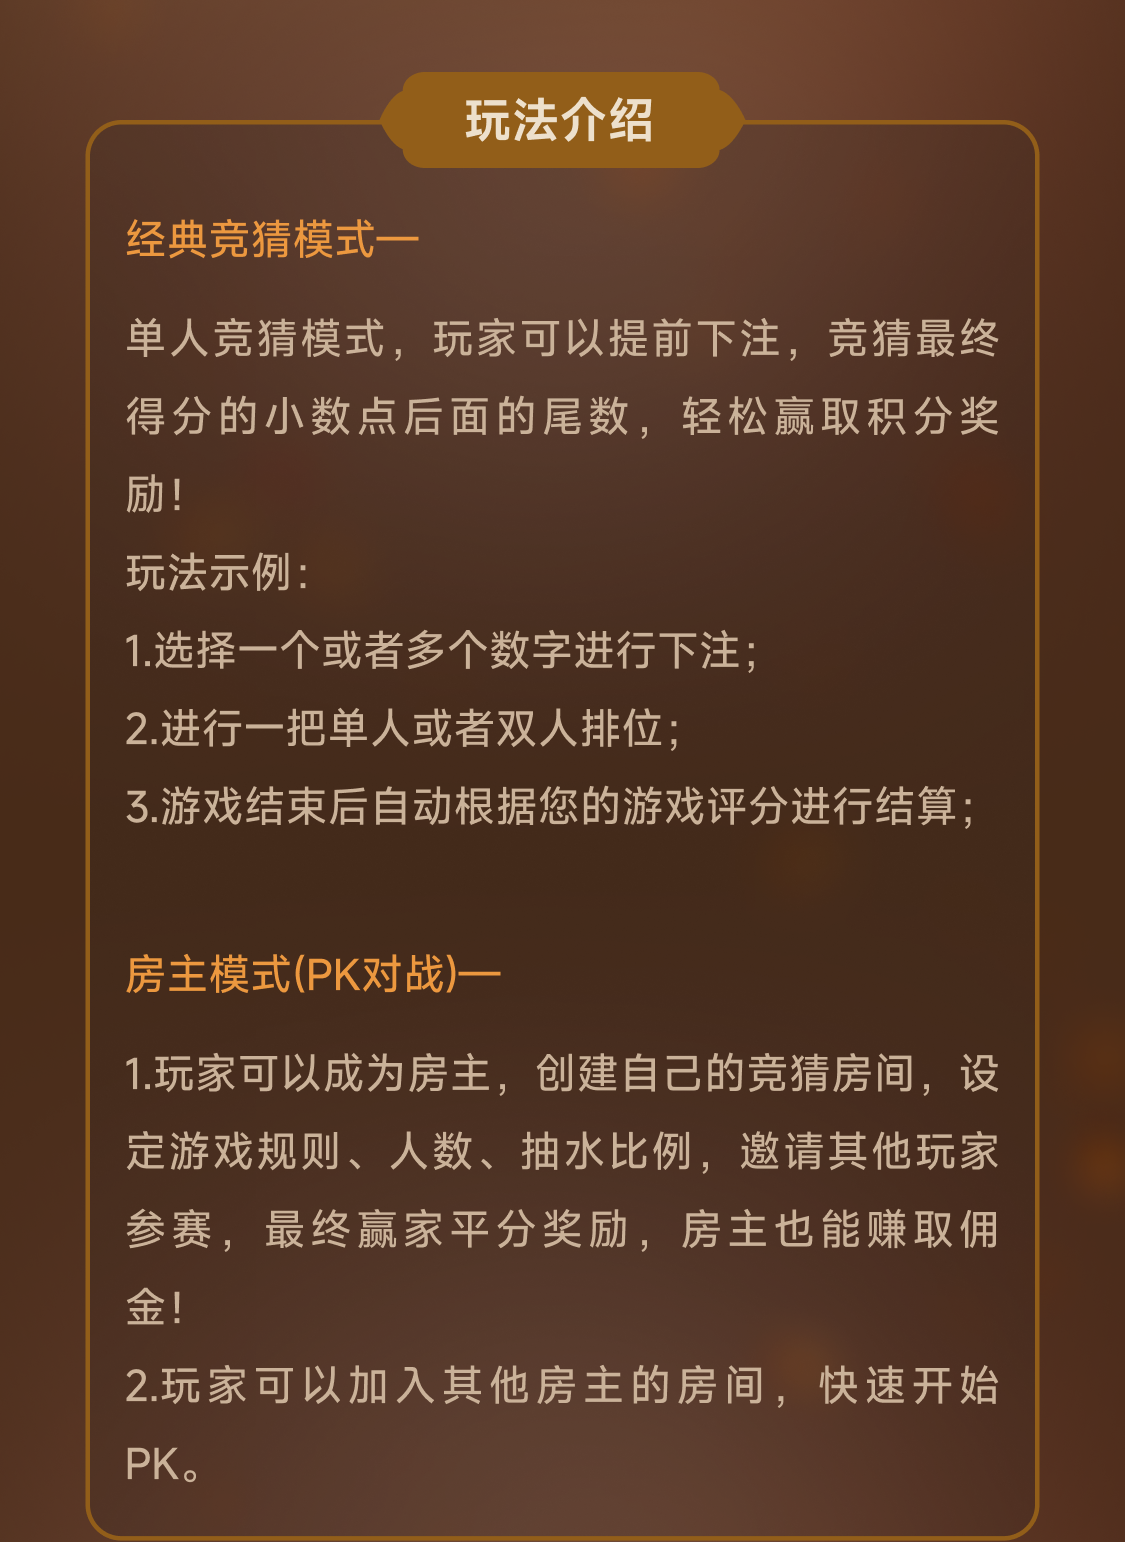 玩法介绍
经典竞猜模式—
单人竞猜模式，玩家可以提前下注，竞猜最终
得分的小数点后面的尾数，轻松赢取积分奖
励！
玩法示例：
1.选择一个或者多个数字进行下注；
2.进行一把单人或者双人排位；
3.游戏结束后自动根据您的游戏评分进行结算；
房主模式(PK对战)—
1.玩家可以成为房主，创建自己的竞猜房间，设
定游戏规则、人数、抽水比例，邀请其他玩家
参赛，最终赢家平分奖励，房主也能赚取佣
金！
2.玩家可以加入其他房主的房间，快速开始
PK。